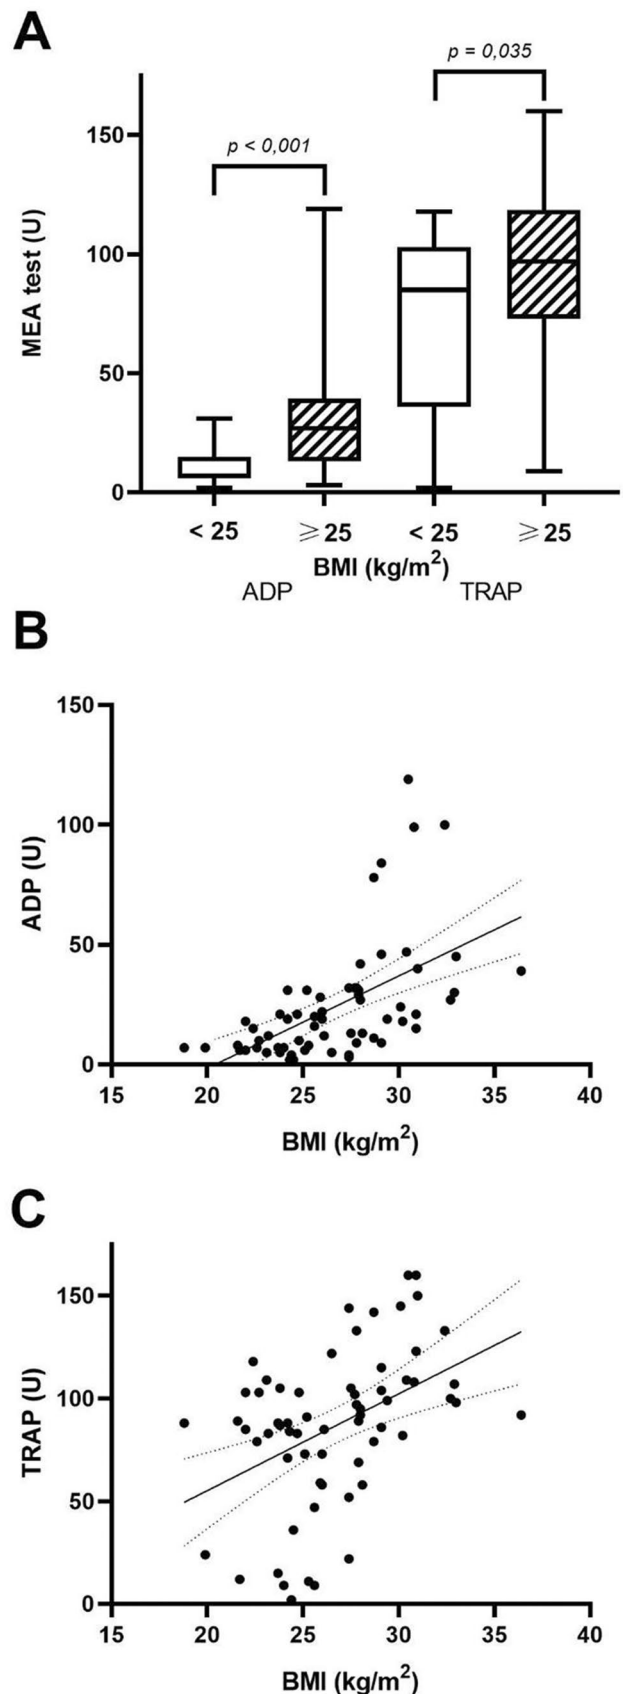 A
p = 0,035
p < 0,001
150
100
50
0
MEA test (U)
< 25 ⩾ 25 < 25 ⩾ 25
BMI (kg/m²)
ADP TRAP
B
150
100
50
0
ADP (U)
15 20 25 30 35 40
BMI (kg/m²)
C
150
100
50
0
TRAP (U)
15 20 25 30 35 40
BMI (kg/m²)